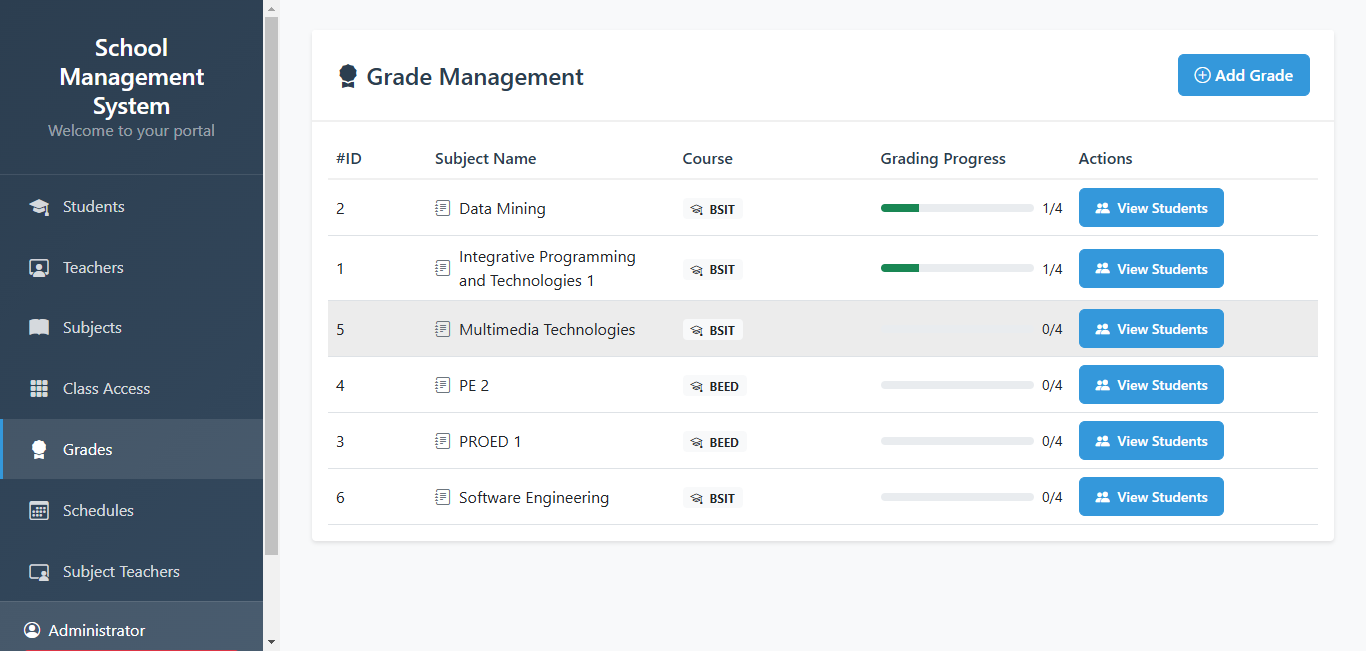 School
Management
System
Welcome to your portal
Students
Teachers
Subjects
Class Access
Grades
Schedules
Subject Teachers
Administrator
Grade Management
Add Grade
#ID Subject Name Course Grading Progress Actions
2 Data Mining BSIT 1/4 View Students
1 Integrative Programming
and Technologies 1 BSIT 1/4 View Students
5 Multimedia Technologies BSIT 0/4 View Students
4 PE 2 BEED 0/4 View Students
3 PROED 1 BEED 0/4 View Students
6 Software Engineering BSIT 0/4 View Students